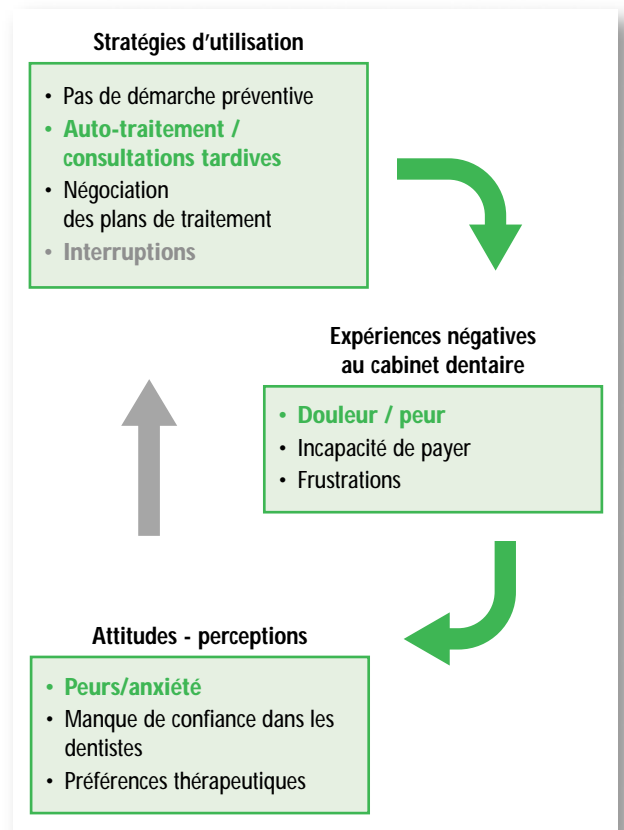 Stratégies d’utilisation
• Pas de démarche préventive
• Auto-traitement /
consultations tardives
• Négociation
des plans de traitement
• Interruptions
Expériences négatives
au cabinet dentaire
• Douleur / peur
• Incapacité de payer
• Frustrations
Attitudes - perceptions
• Peurs/anxiété
• Manque de confiance dans les
dentistes
• Préférences thérapeutiques